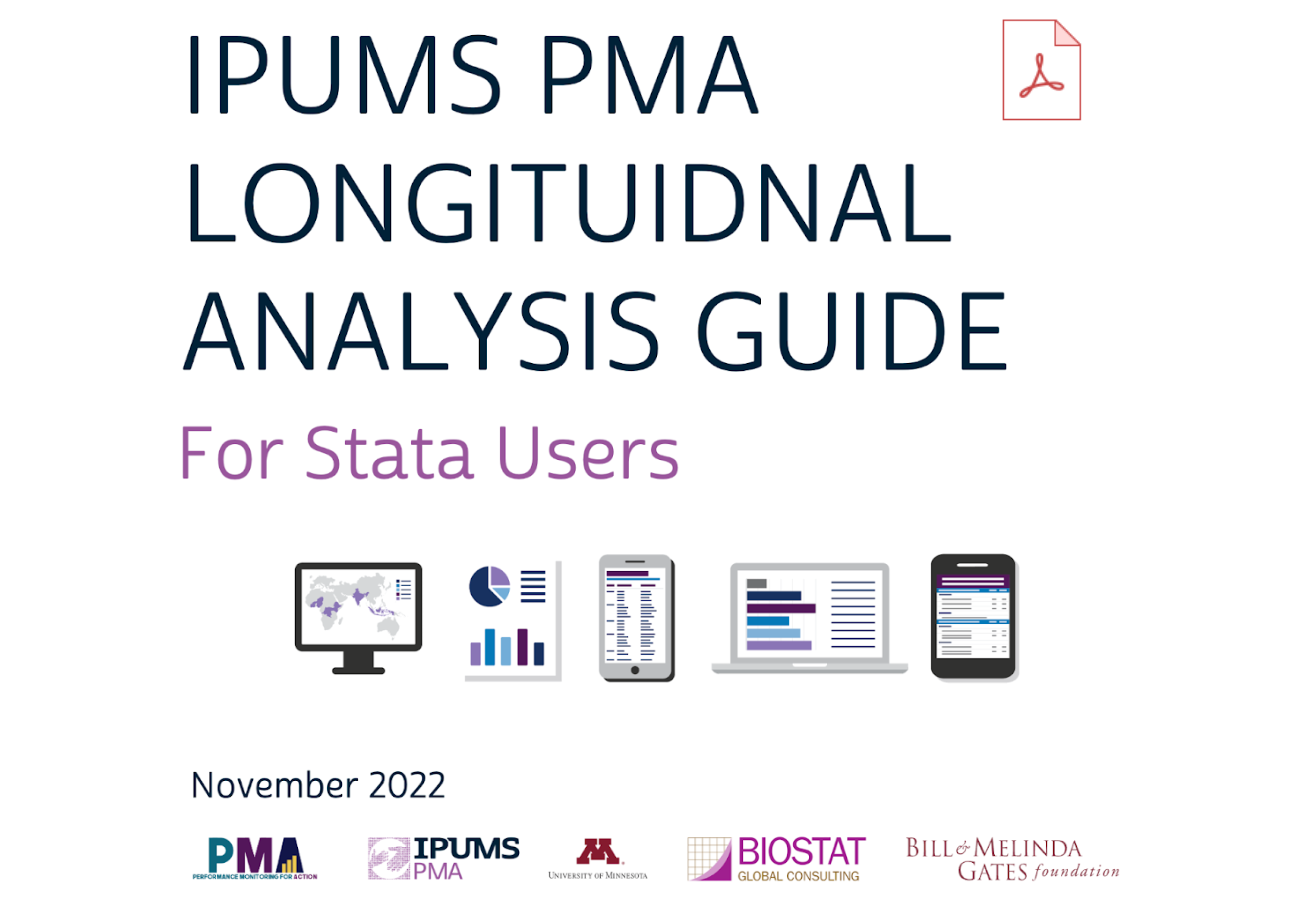 IPUMS PMA
LONGITUIDNAL
ANALYSIS GUIDE
For Stata Users
November 2022
PMA
PERFORMANCE MONITORING FOR ACTION
IPUMS
PMA
M
UNIVERSITY OF MINNESOTA
BIOSTAT
GLOBAL CONSULTING
BILL & MELINDA
GATES foundation